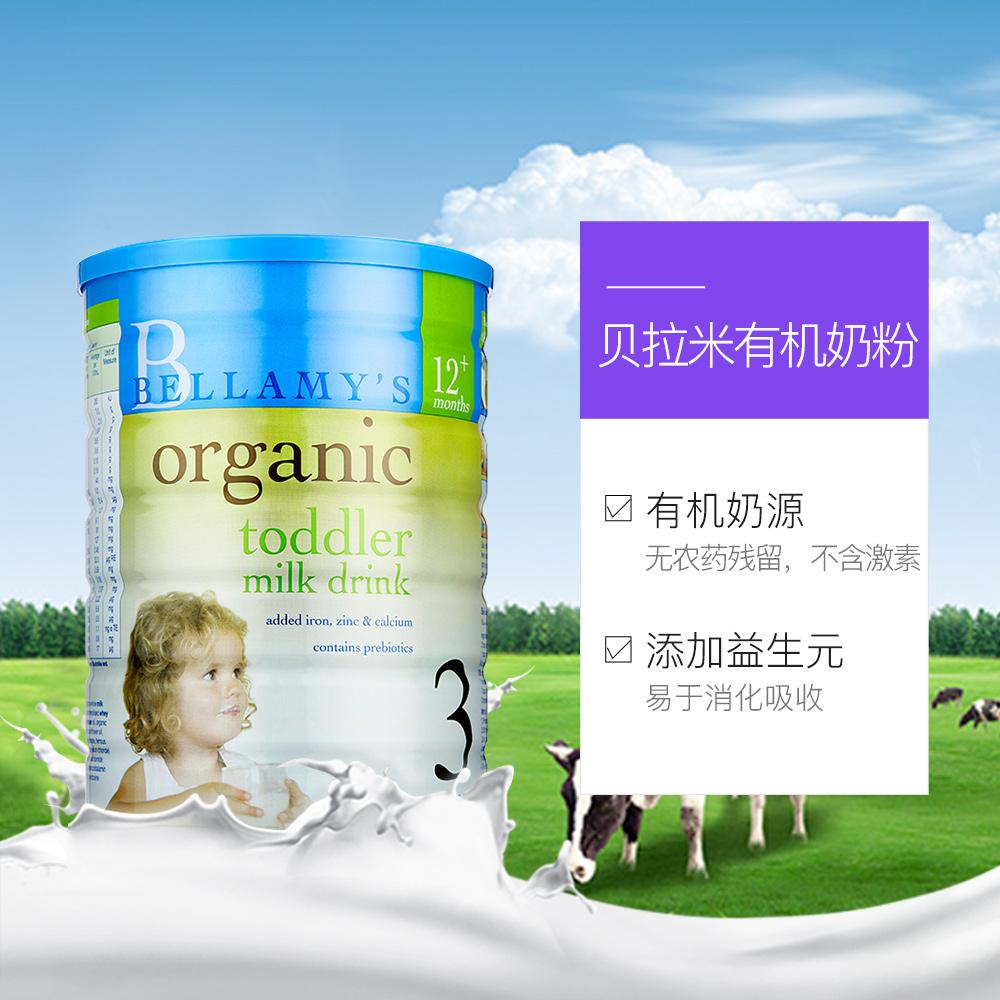 B
BELLAMY'S
12+
months
organic
toddler
milk drink
added iron, zinc & calcium
contains prebiotics
3
贝拉米有机奶粉
有机奶源
无农药残留，不含激素
添加益生元
易于消化吸收